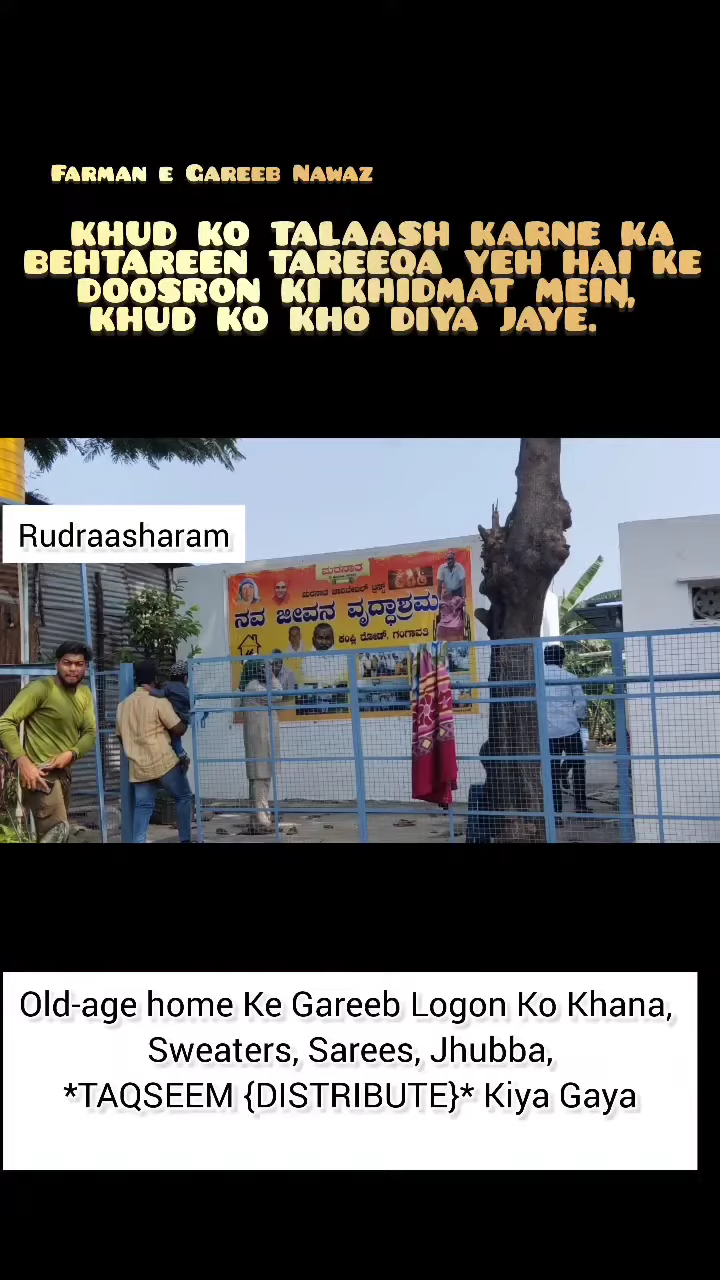 FARMAN E GAREEB NAWAZ
KHUD KO TALAASH KARNE KA
BEHTAREEN TAREEQA YEH HAI KE
DOOSRON KI KHIDMAT MEIN,
KHUD KO KHO DIYA JAYE.
Rudraasharam
ನವ ಜೀವನ ವೃದ್ಧಾಶ್ರಮ
ಕಂಪ್ಲಿ ರೋಡ್, ಗಂಗಾವತಿ
Old-age home Ke Gareeb Logon Ko Khana,
Sweaters, Sarees, Jhubba,
*TAQSEEM {DISTRIBUTE}* Kiya Gaya